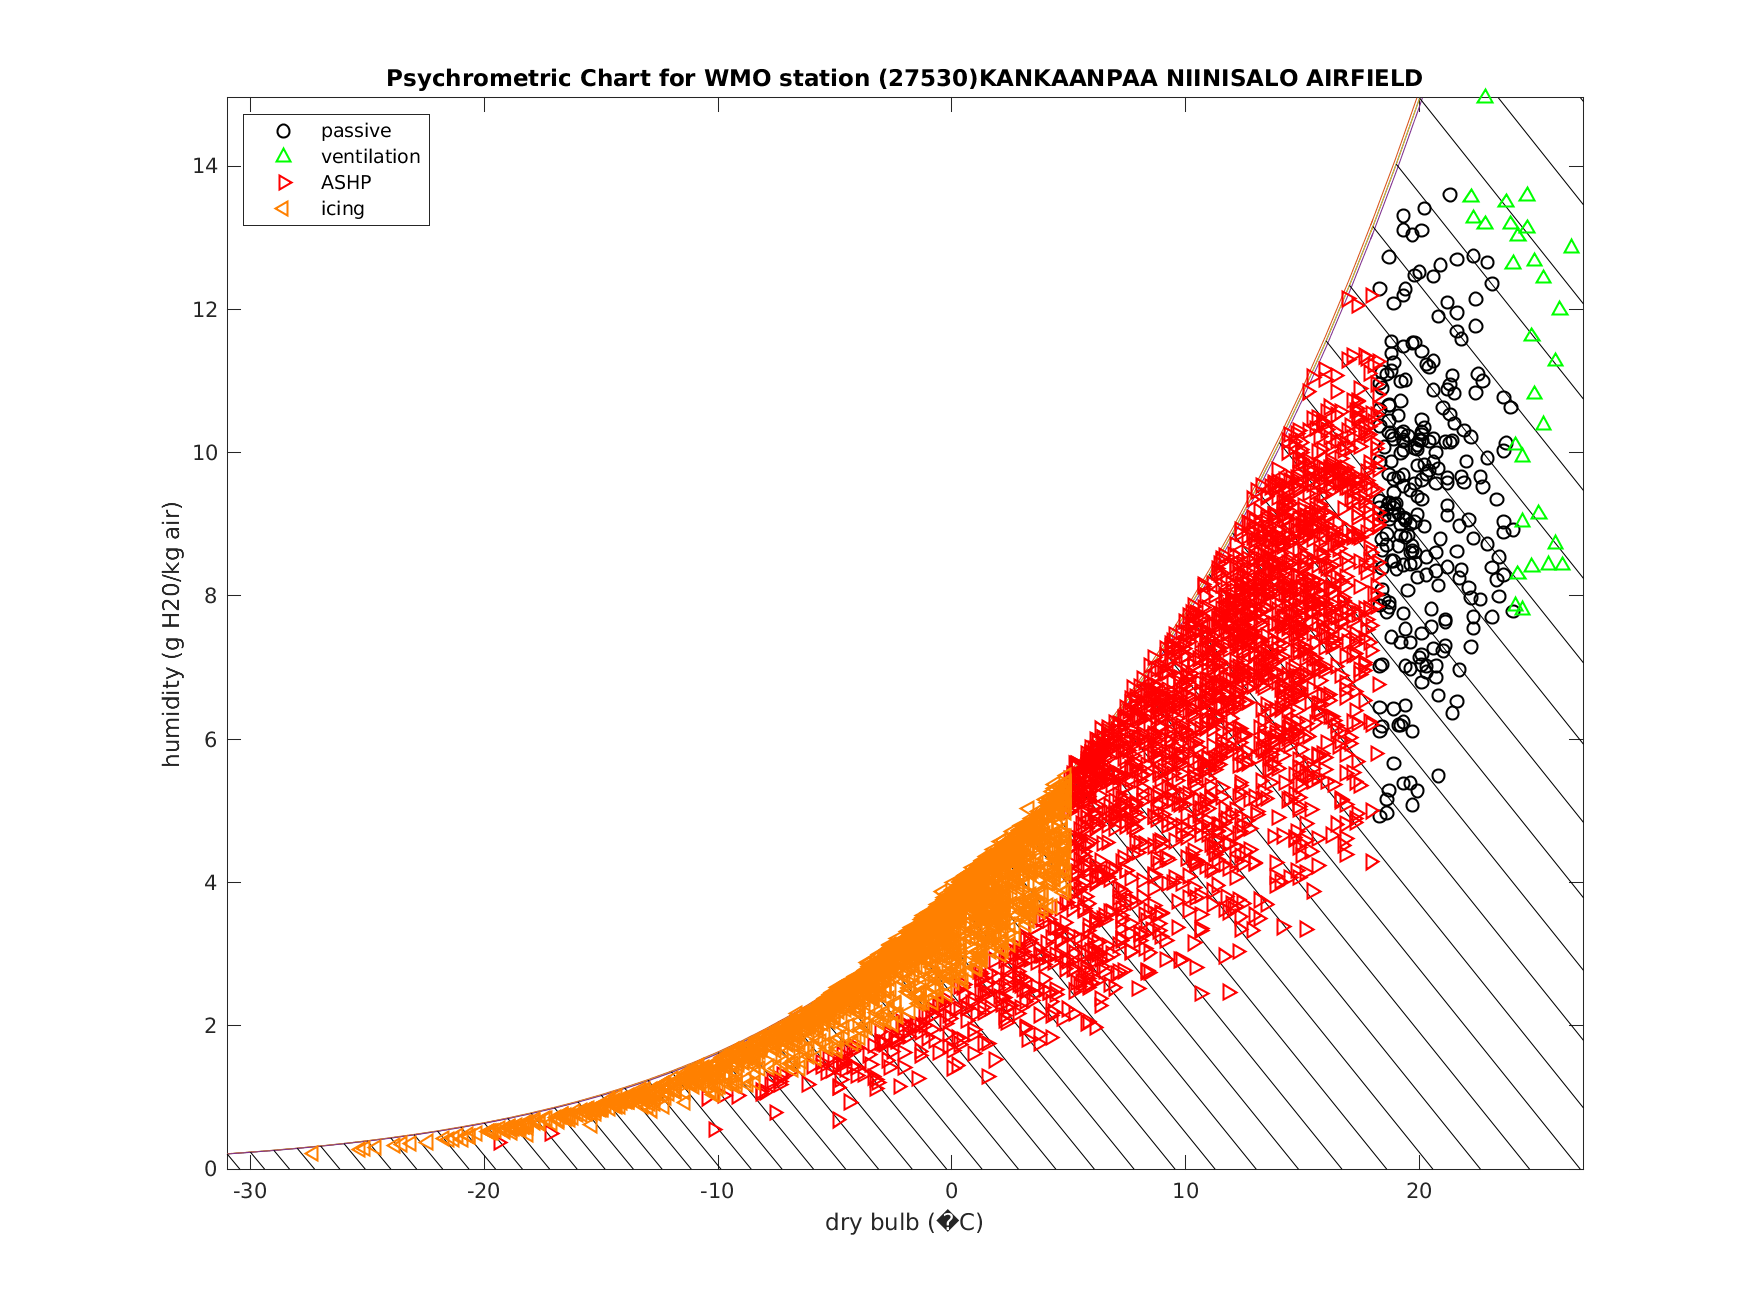 Psychrometric Chart for WMO station (27530)KANKAANPAA NIINISALO AIRFIELD
passive
ventilation
ASHP
icing
humidity (g H20/kg air)
14
12
10
8
6
4
2
0
-30
-20
-10
0
10
20
dry bulb (�C)